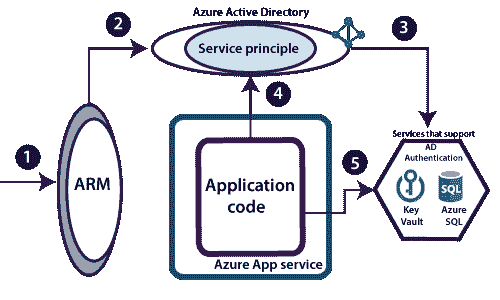 Azure Active Directory
2
Service principle
3
4
1
ARM
Application
code
Azure App service
5
Services that support
AD
Authentication
SQL
Key
Vault
Azure
SQL